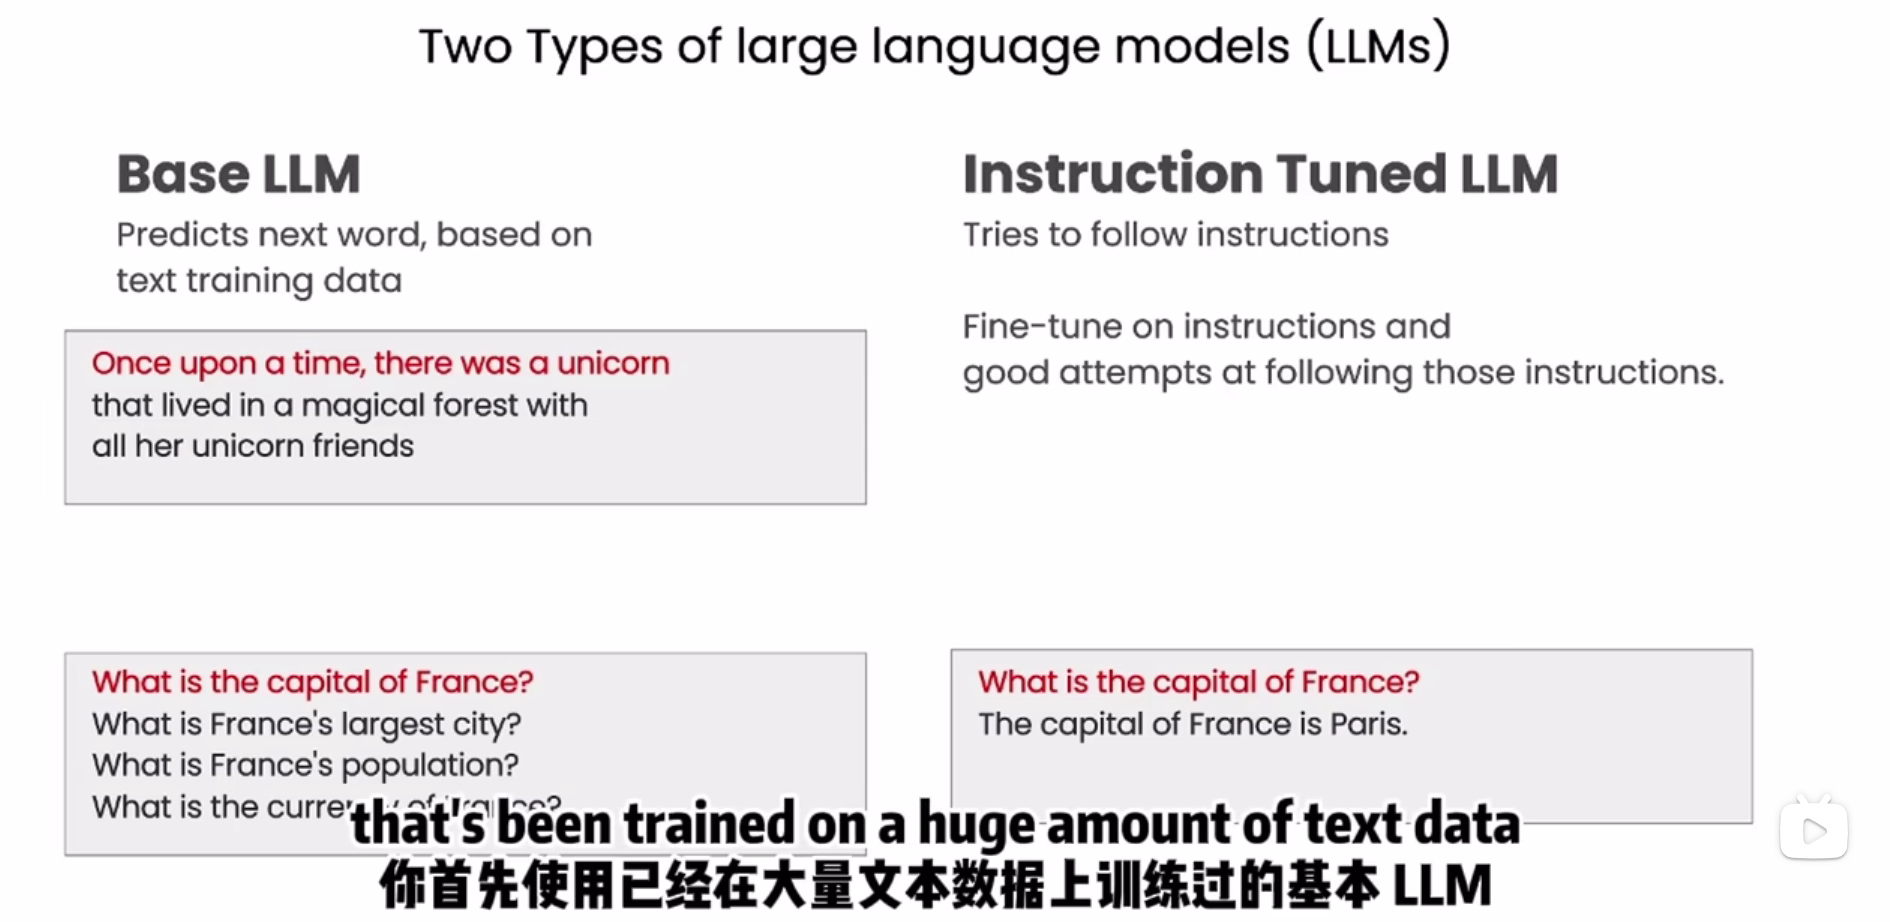 Two Types of large language models (LLMs)
Base LLM
Predicts next word, based on
text training data
Once upon a time, there was a unicorn
that lived in a magical forest with
all her unicorn friends
What is the capital of France?
What is France's largest city?
What is France's population?
What is the currency of France?
Instruction Tuned LLM
Tries to follow instructions
Fine-tune on instructions and
good attempts at following those instructions.
What is the capital of France?
The capital of France is Paris.
that's been trained on a huge amount of text data
你首先使用已经在大量文本数据上训练过的基本 LLM